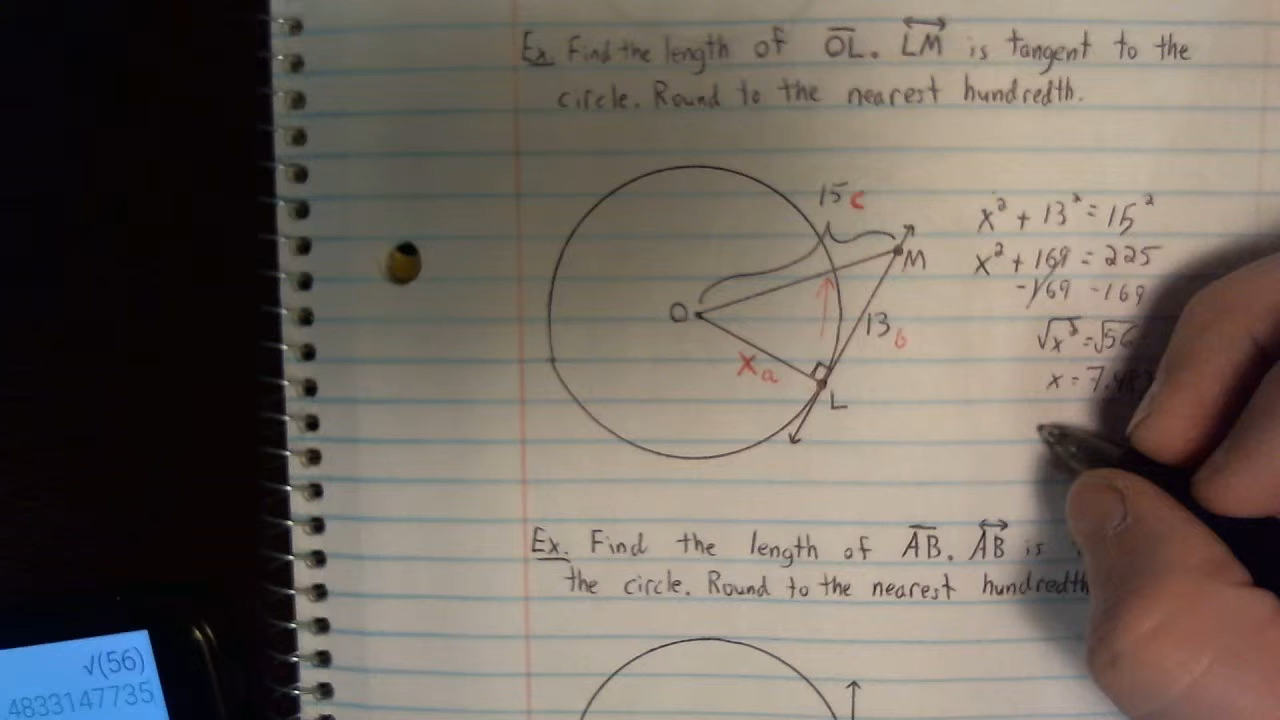 Ex. Find the length of OL. LM is tangent to the
circle. Round to the nearest hundredth.
15 c
M
O
13 b
x a
L
x² + 13² = 15²
x² + 169 = 225
-169 -169
√x² = √56
x = 7.48
Ex. Find the length of AB. AB is
the circle. Round to the nearest hundredth
√(56)
.4833147735